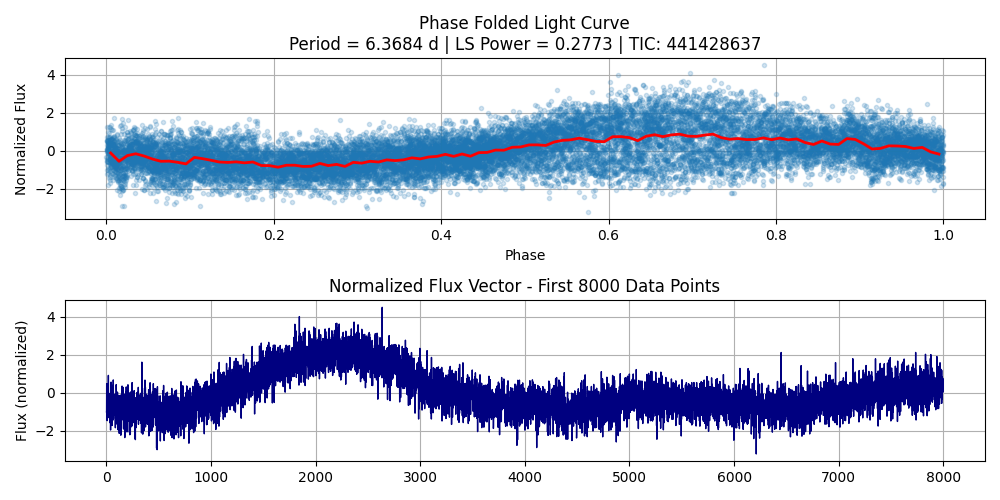 Phase Folded Light Curve
Period = 6.3684 d | LS Power = 0.2773 | TIC: 441428637
Normalized Flux
4
2
0
−2
0.0 0.2 0.4 0.6 0.8 1.0
Phase
Normalized Flux Vector - First 8000 Data Points
Flux (normalized)
4
2
0
−2
0 1000 2000 3000 4000 5000 6000 7000 8000